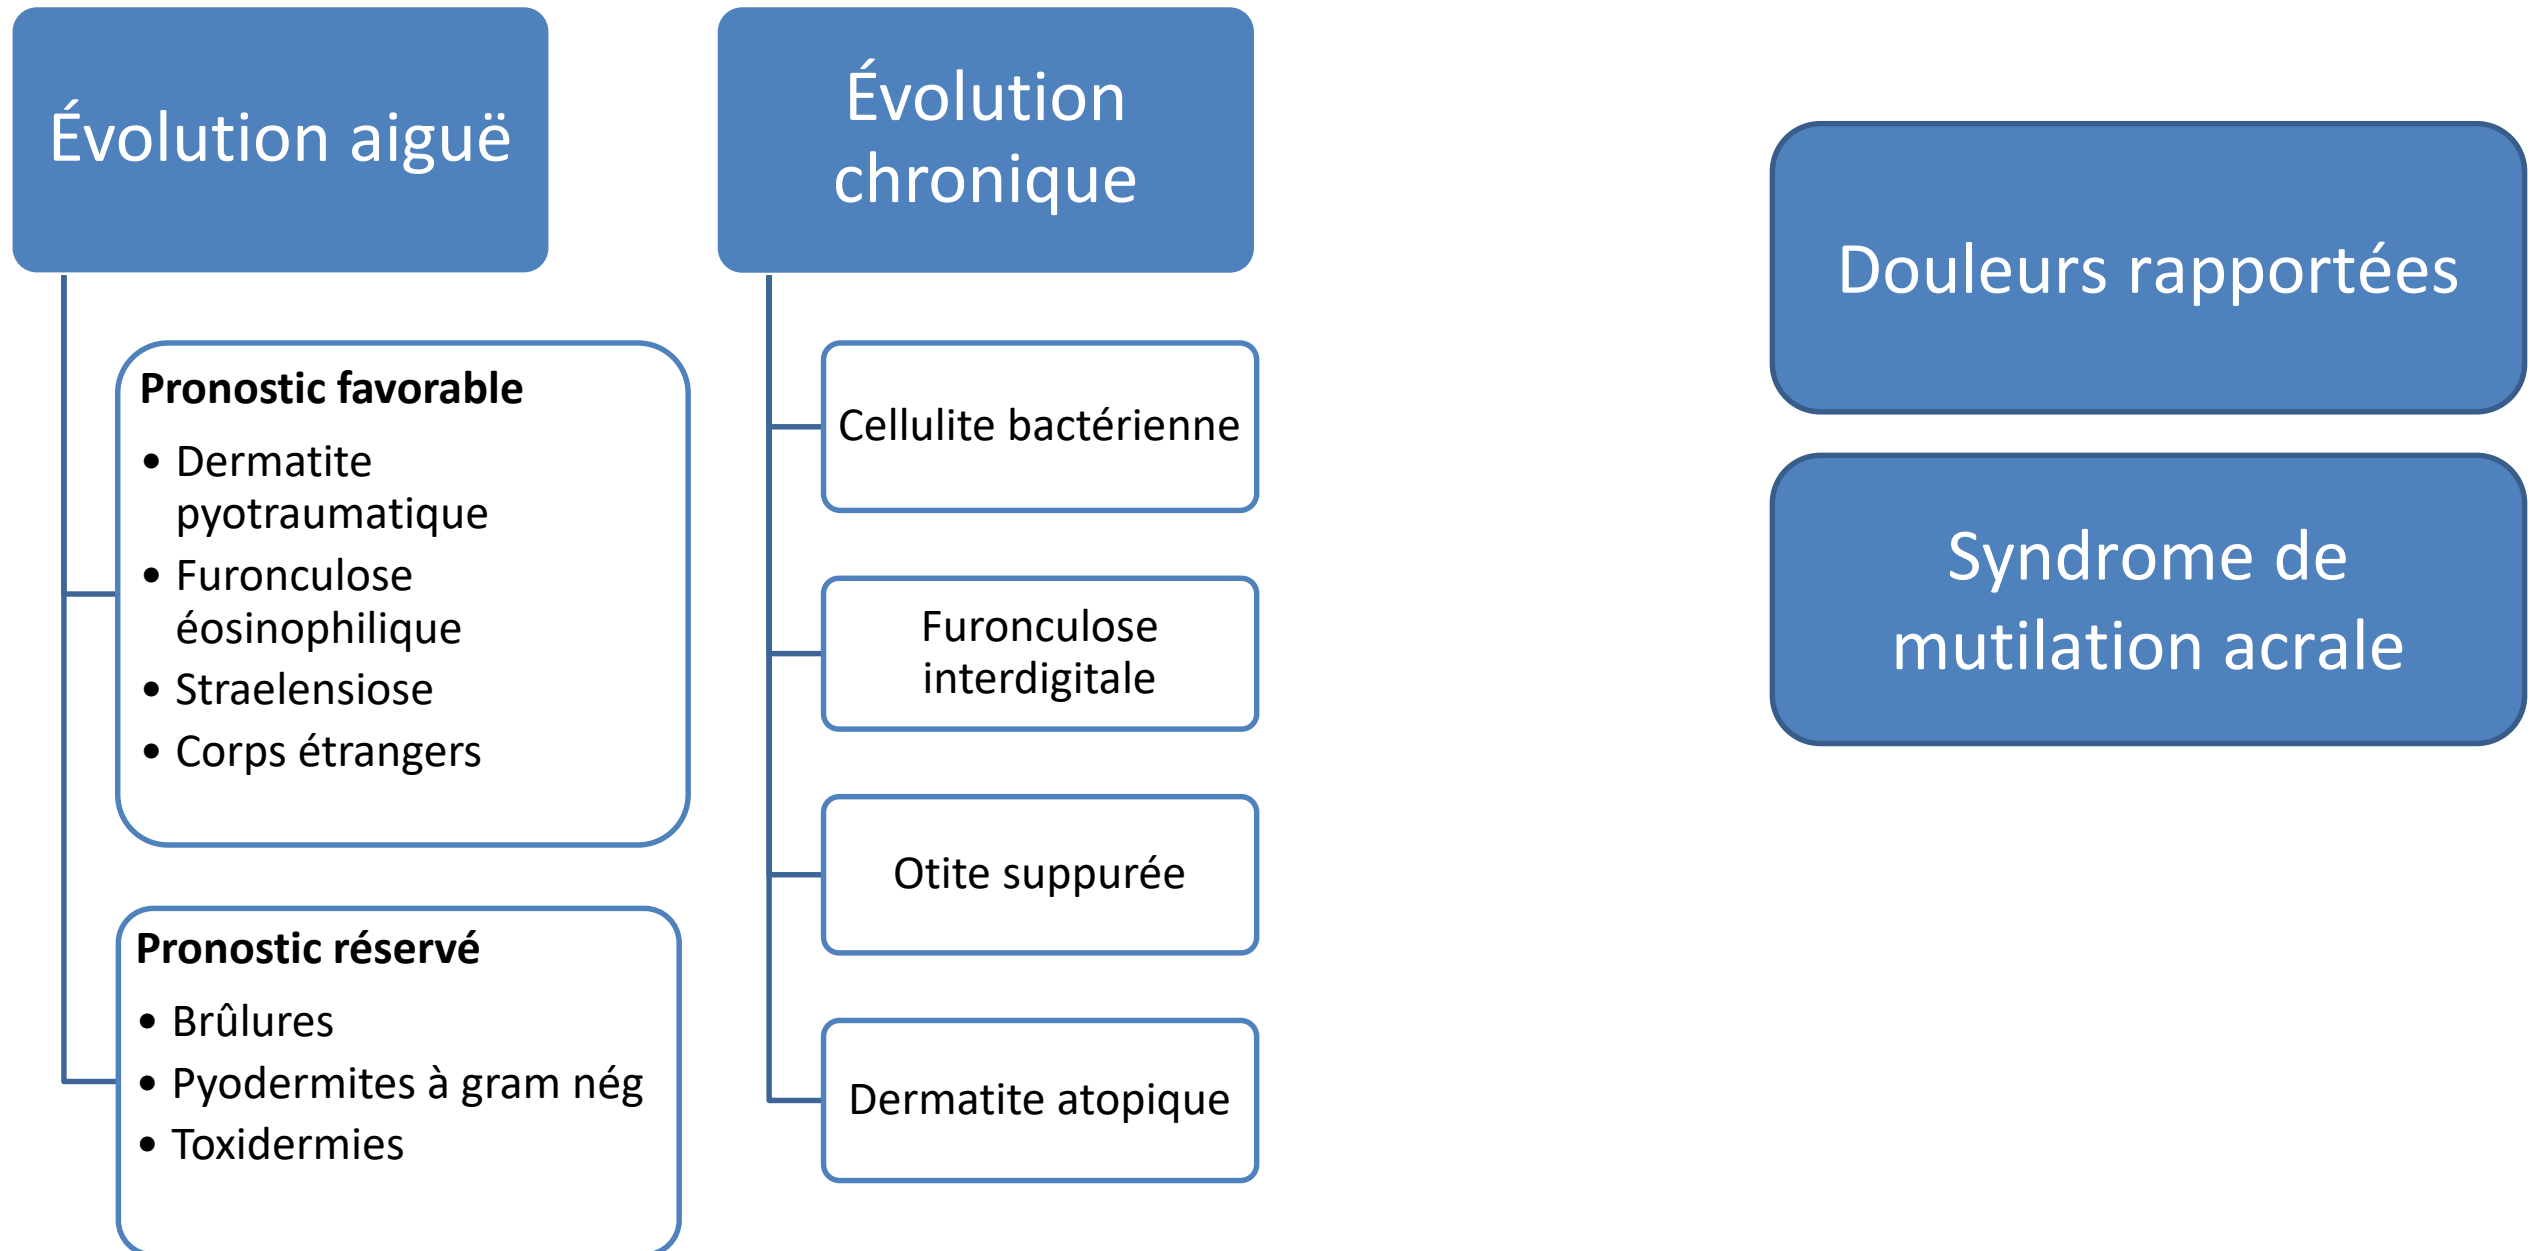 Évolution aiguë
Pronostic favorable
• Dermatite
pyotraumatique
• Furonculose
éosinophilique
• Straelensiose
• Corps étrangers
Pronostic réservé
• Brûlures
• Pyodermites à gram nég
• Toxidermies
Évolution
chronique
Cellulite bactérienne
Furonculose
interdigitale
Otite suppurée
Dermatite atopique
Douleurs rapportées
Syndrome de
mutilation acrale